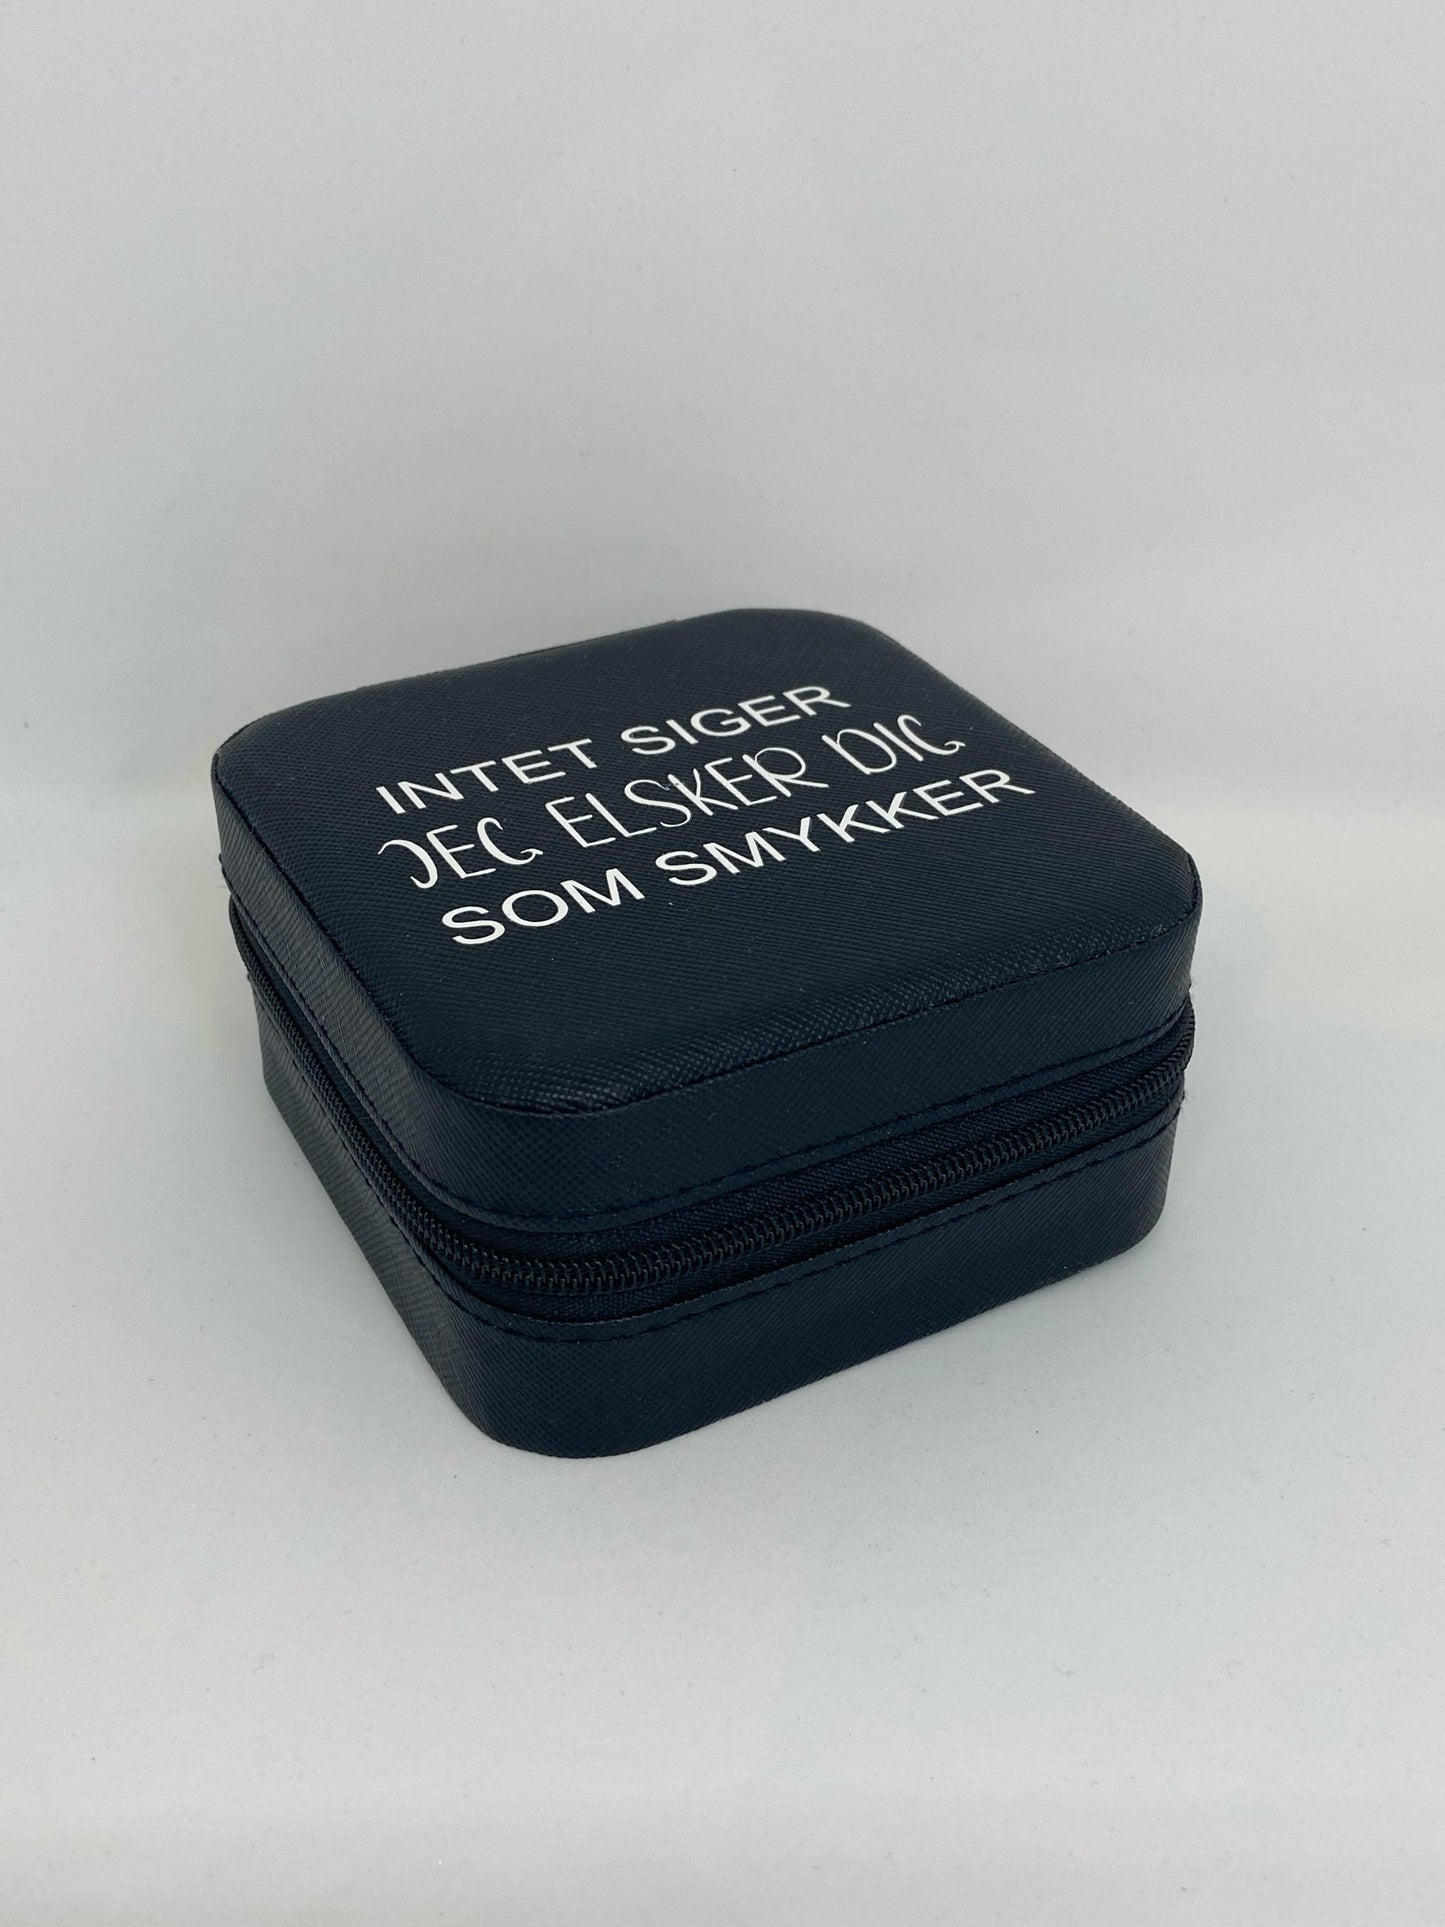 INTET SIGER
JEG ELSKER DIG
SOM SMYKKER